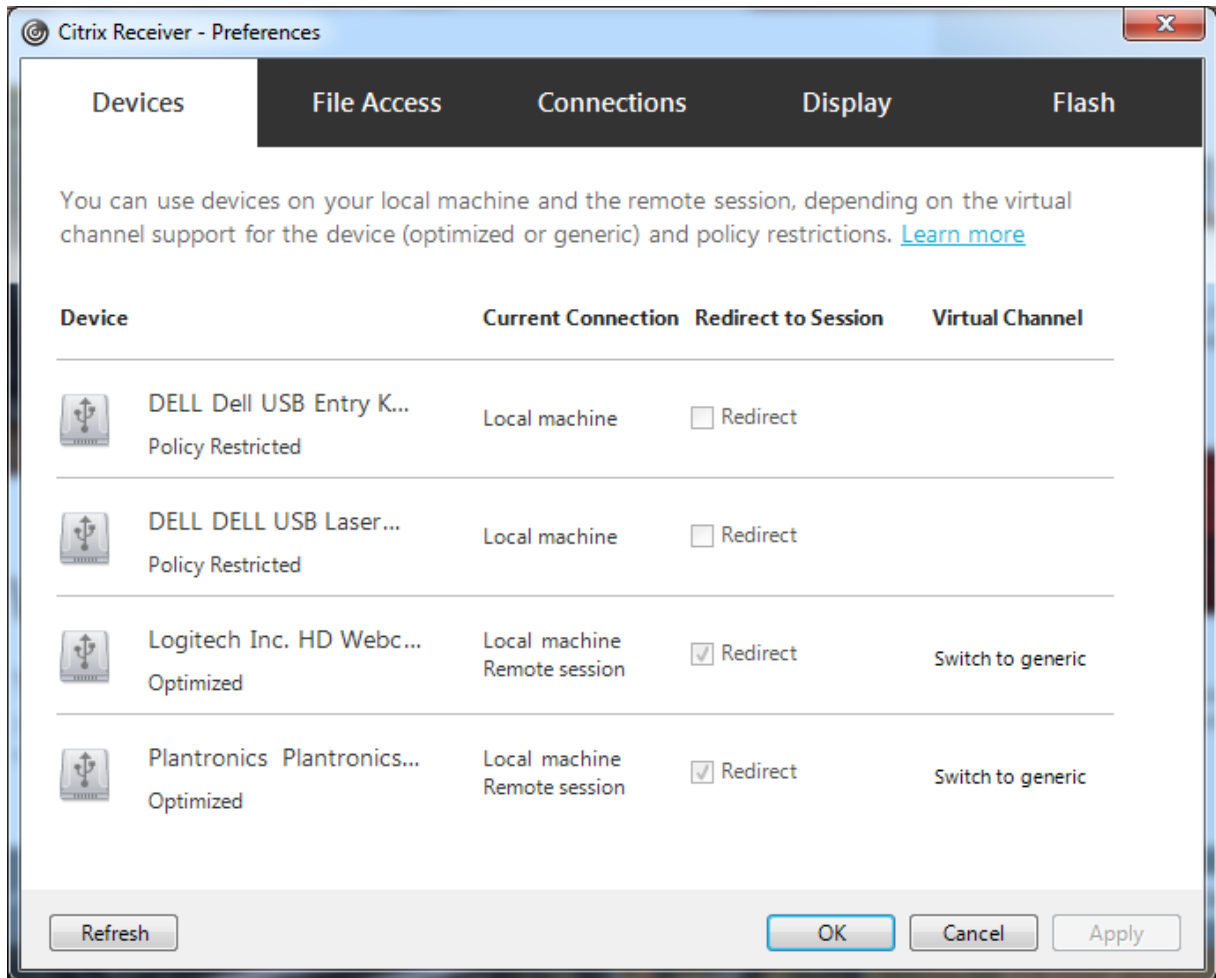 Citrix Receiver - Preferences
Devices File Access Connections Display Flash
You can use devices on your local machine and the remote session, depending on the virtual
channel support for the device (optimized or generic) and policy restrictions. Learn more
Device Current Connection Redirect to Session Virtual Channel
DELL Dell USB Entry K...
Policy Restricted
Local machine
Redirect
DELL DELL USB Laser...
Policy Restricted
Local machine
Redirect
Logitech Inc. HD Webc...
Optimized
Local machine
Remote session
Redirect
Switch to generic
Plantronics Plantronics...
Optimized
Local machine
Remote session
Redirect
Switch to generic
Refresh OK Cancel Apply